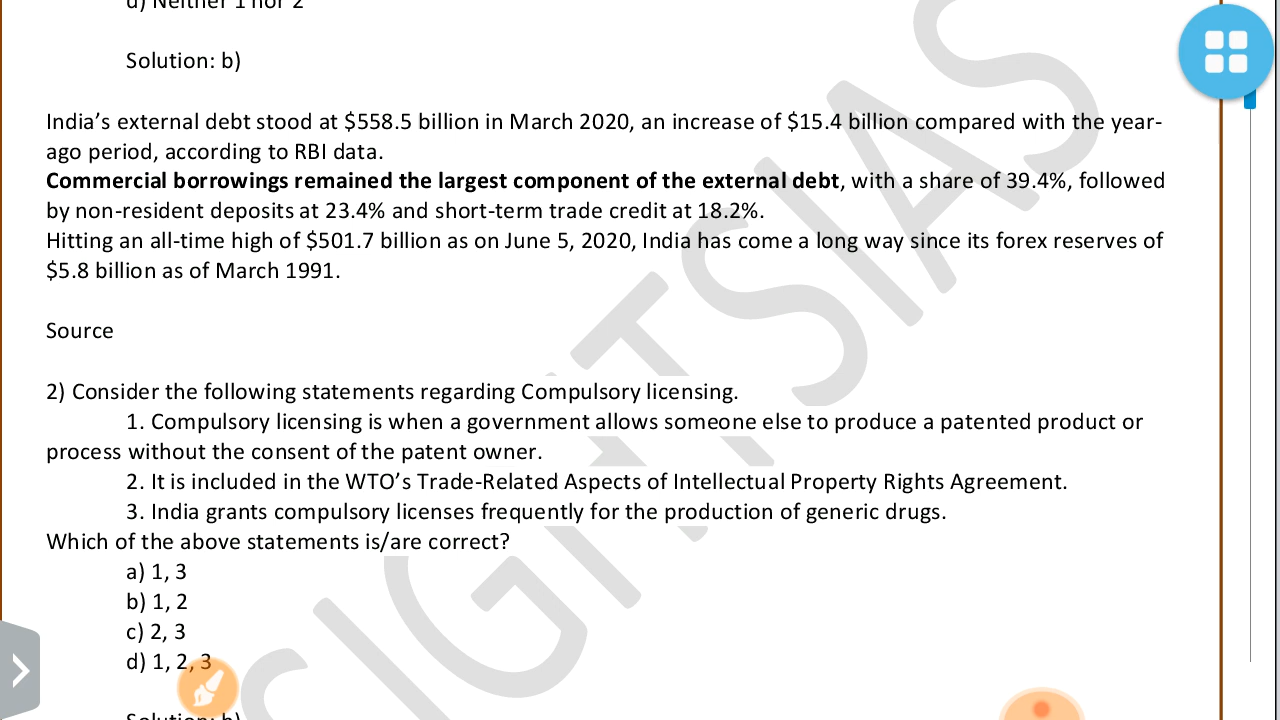 d) Neither 1 nor 2
Solution: b)
India’s external debt stood at $558.5 billion in March 2020, an increase of $15.4 billion compared with the year-
ago period, according to RBI data.
Commercial borrowings remained the largest component of the external debt, with a share of 39.4%, followed
by non-resident deposits at 23.4% and short-term trade credit at 18.2%.
Hitting an all-time high of $501.7 billion as on June 5, 2020, India has come a long way since its forex reserves of
$5.8 billion as of March 1991.
Source
2) Consider the following statements regarding Compulsory licensing.
1. Compulsory licensing is when a government allows someone else to produce a patented product or
process without the consent of the patent owner.
2. It is included in the WTO’s Trade-Related Aspects of Intellectual Property Rights Agreement.
3. India grants compulsory licenses frequently for the production of generic drugs.
Which of the above statements is/are correct?
a) 1, 3
b) 1, 2
c) 2, 3
d) 1, 2, 3
Solution: b)
SIGHTSIAS